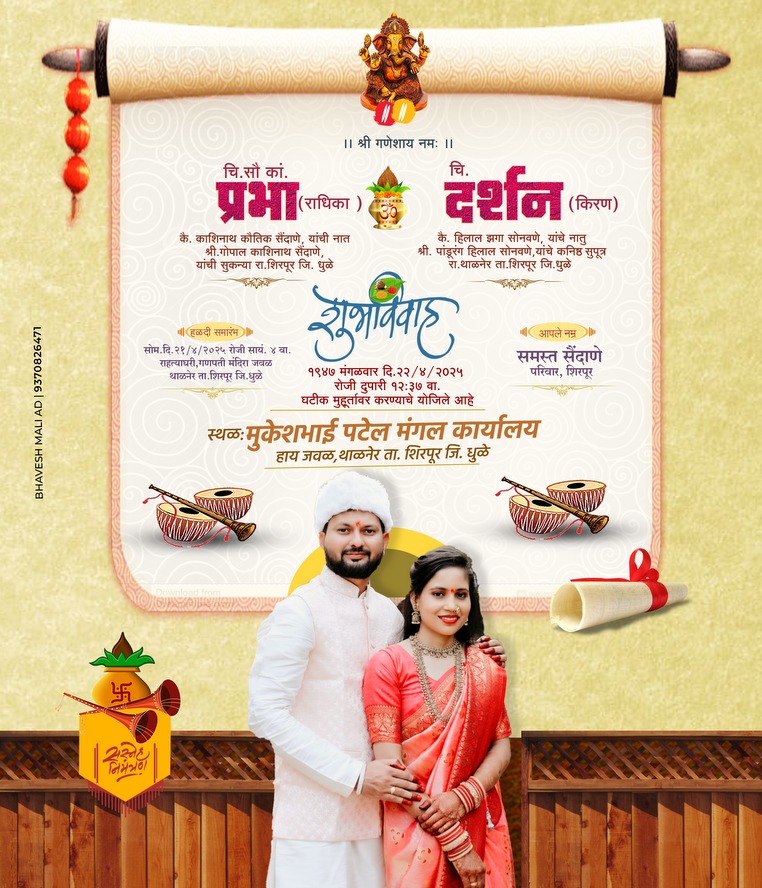 ।। श्री गणेशाय नमः ।।
चि.सौ कां.
प्रभा (राधिका )
कै. काशिनाथ कौतिक सैंदाणे, यांची नात
श्री.गोपाल काशिनाथ सैंदाणे,
यांची सुकन्या रा.शिरपूर जि. धुळे
ॐ
चि.
दर्शन (किरण)
कै. हिलाल झगा सोनवणे, यांचे नातु
श्री. पांडूरंग हिलाल सोनवणे,यांचे कनिष्ठ सुपूत्र
रा.थाळनेर ता.शिरपूर जि.धुळे
शुभविवाह
हळदी समारंभ
सोम.दि.२१/४/२०२५ रोजी सायं. ४ वा.
राहत्याघरी,गणपती मंदिरा जवळ
थाळनेर ता.शिरपूर जि.धुळे
१९४७ मंगळवार दि.२२/४/२०२५
रोजी दुपारी १२:३७ वा.
घटीक मुहूर्तावर करण्याचे योजिले आहे
आपले नम्र
समस्त सैंदाणे
परिवार, शिरपूर
स्थळ:मुकेशभाई पटेल मंगल कार्यालय
हाय जवळ,थाळनेर ता. शिरपूर जि. धुळे
BHAVESH MALI AD | 9370826471
Download from
सस्नेह
निमंत्रण